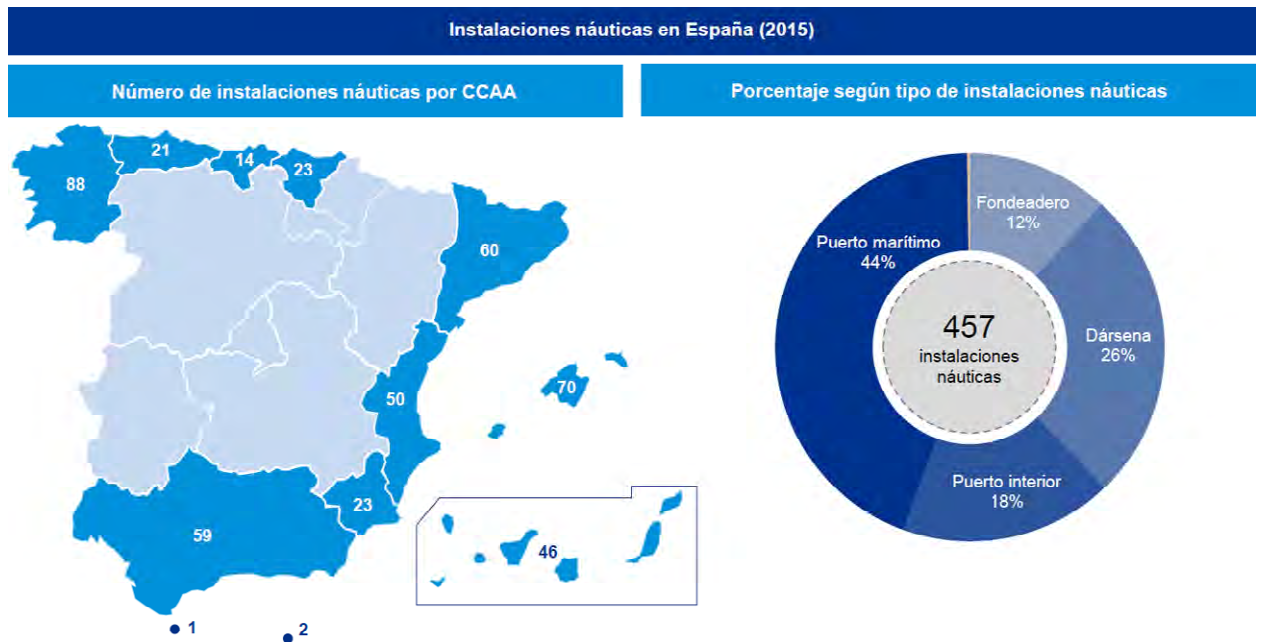 Instalaciones náuticas en España (2015)
Número de instalaciones náuticas por CCAA
Porcentaje según tipo de instalaciones náuticas
21
14
23
88
60
50
70
23
59
46
1
2
Fondeadero
12%
Puerto marítimo
44%
457
instalaciones
náuticas
Dársena
26%
Puerto interior
18%